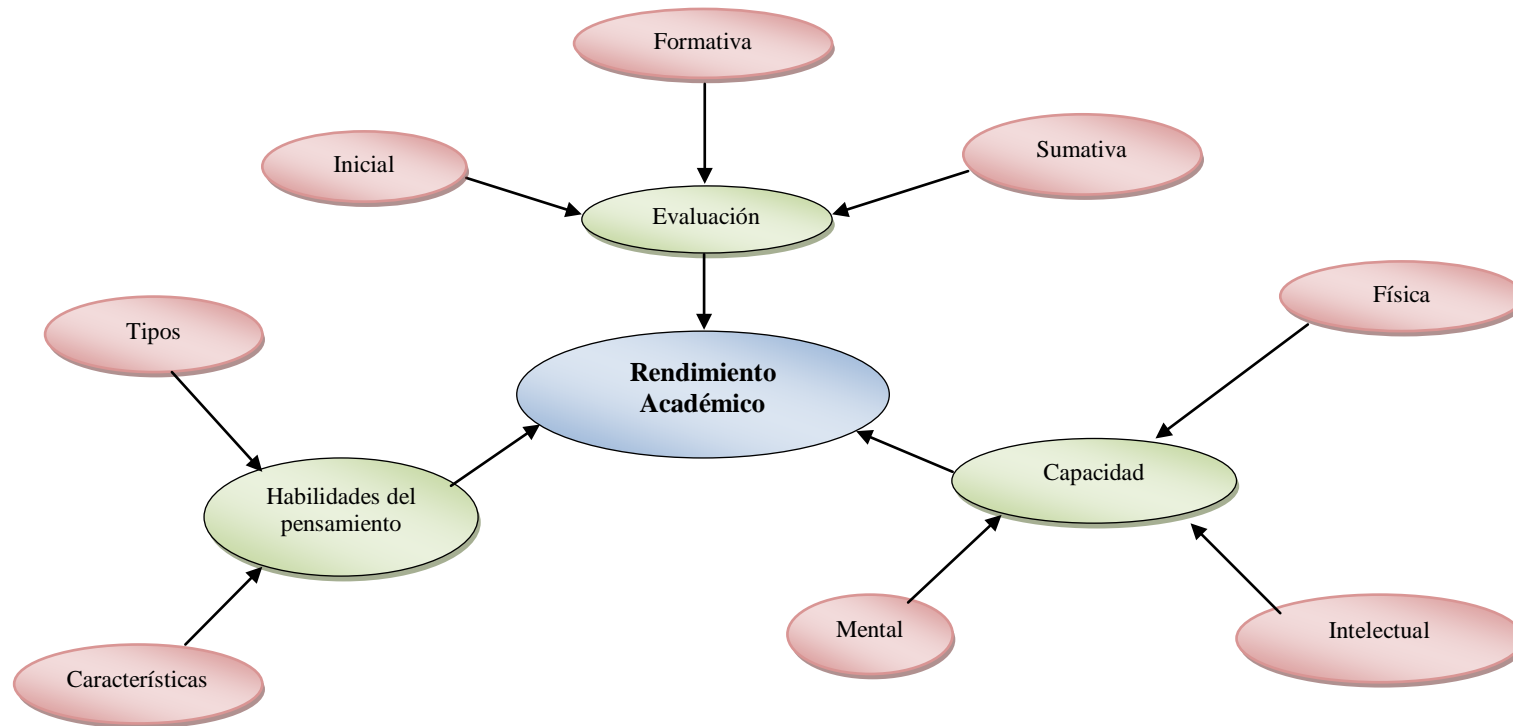 Formativa
Inicial
Sumativa
Evaluación
Física
Tipos
Rendimiento
Académico
Capacidad
Habilidades del
pensamiento
Mental
Intelectual
Características